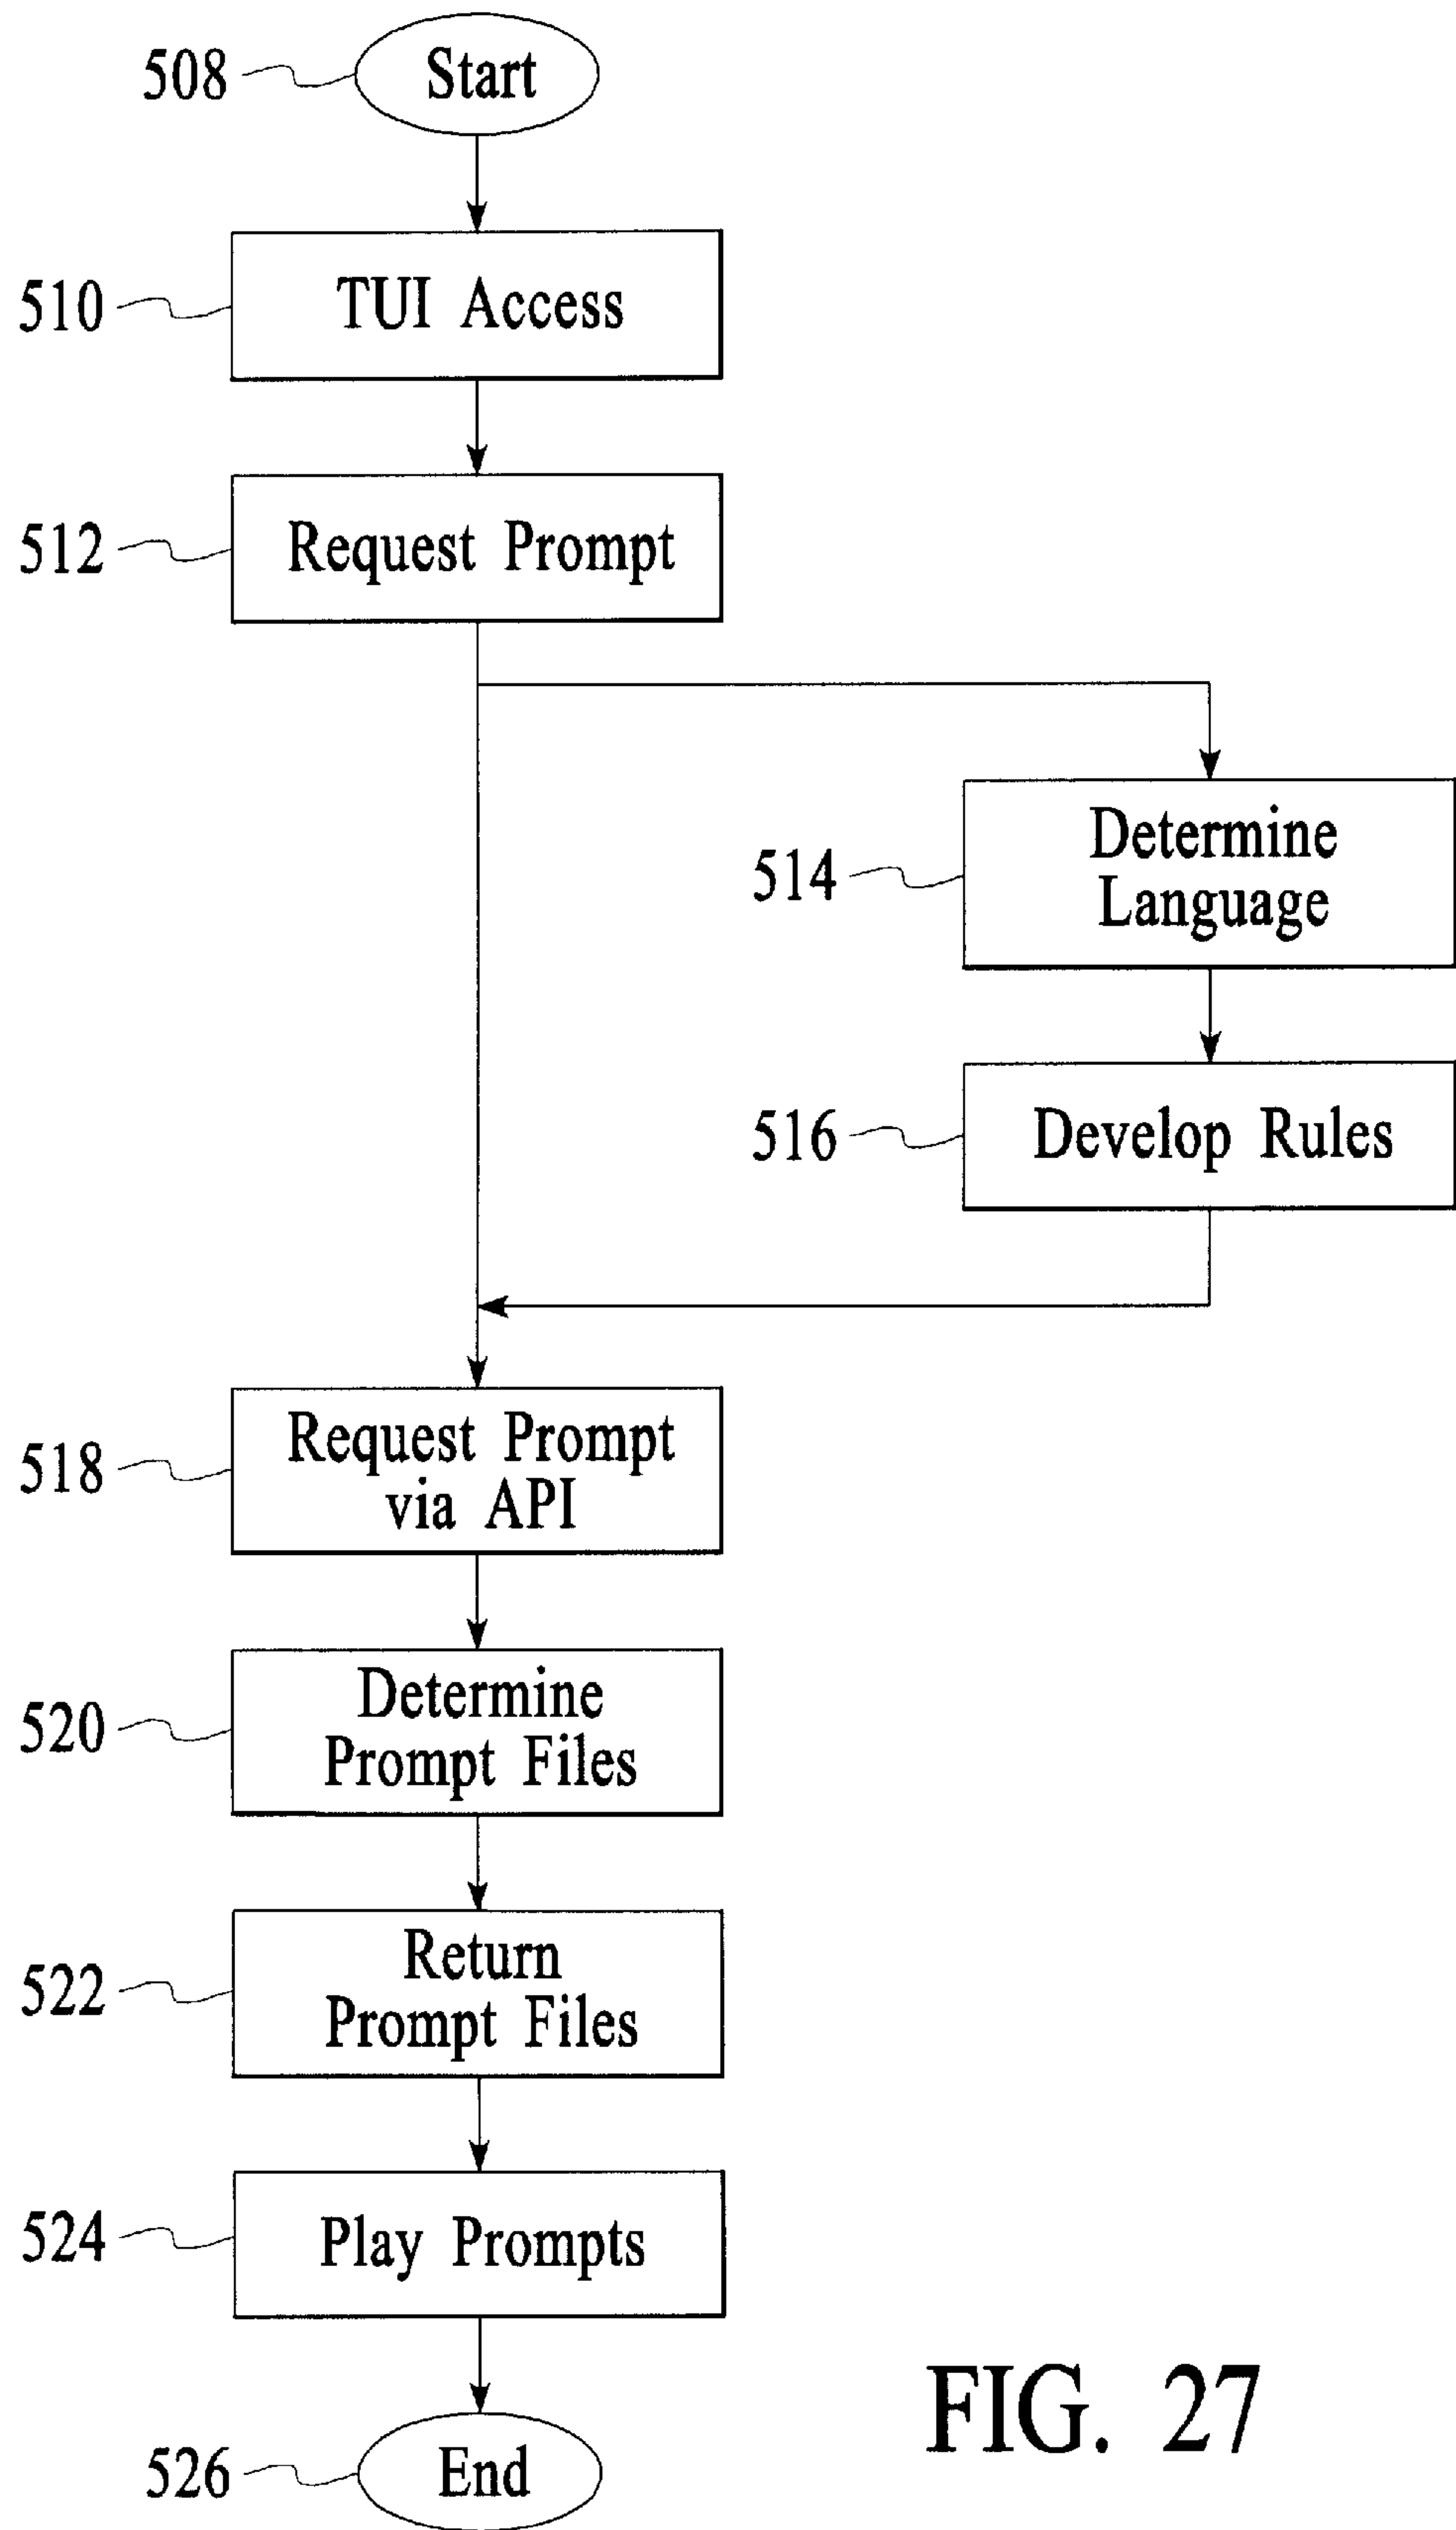 508
Start
510
TUI Access
512
Request Prompt
514
Determine
Language
516
Develop Rules
518
Request Prompt
via API
520
Determine
Prompt Files
522
Return
Prompt Files
524
Play Prompts
526
End
FIG. 27